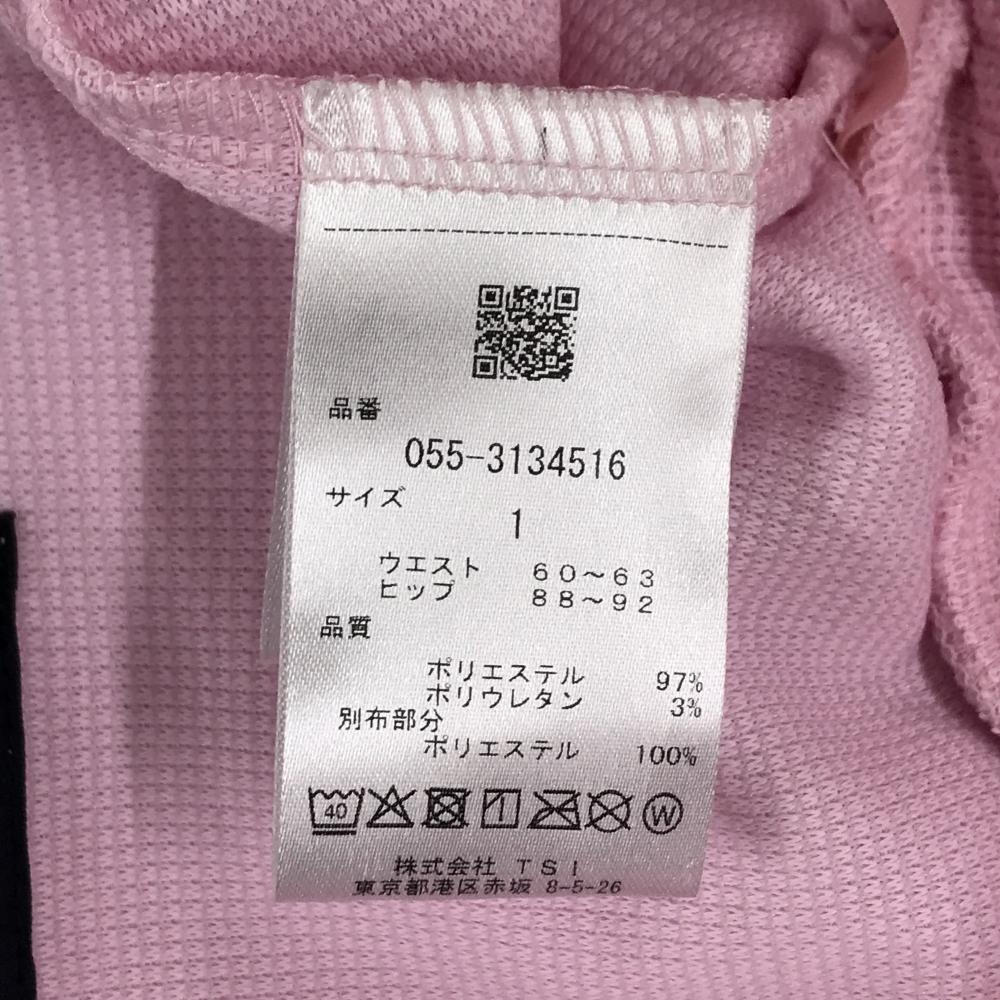 品番
055-3134516
サイズ
1
ウエスト 60～63
ヒップ 88～92
品質
ポリエステル 97%
ポリウレタン 3%
別布部分
ポリエステル 100%
40 W
株式会社 TSI
東京都港区赤坂 8-5-26